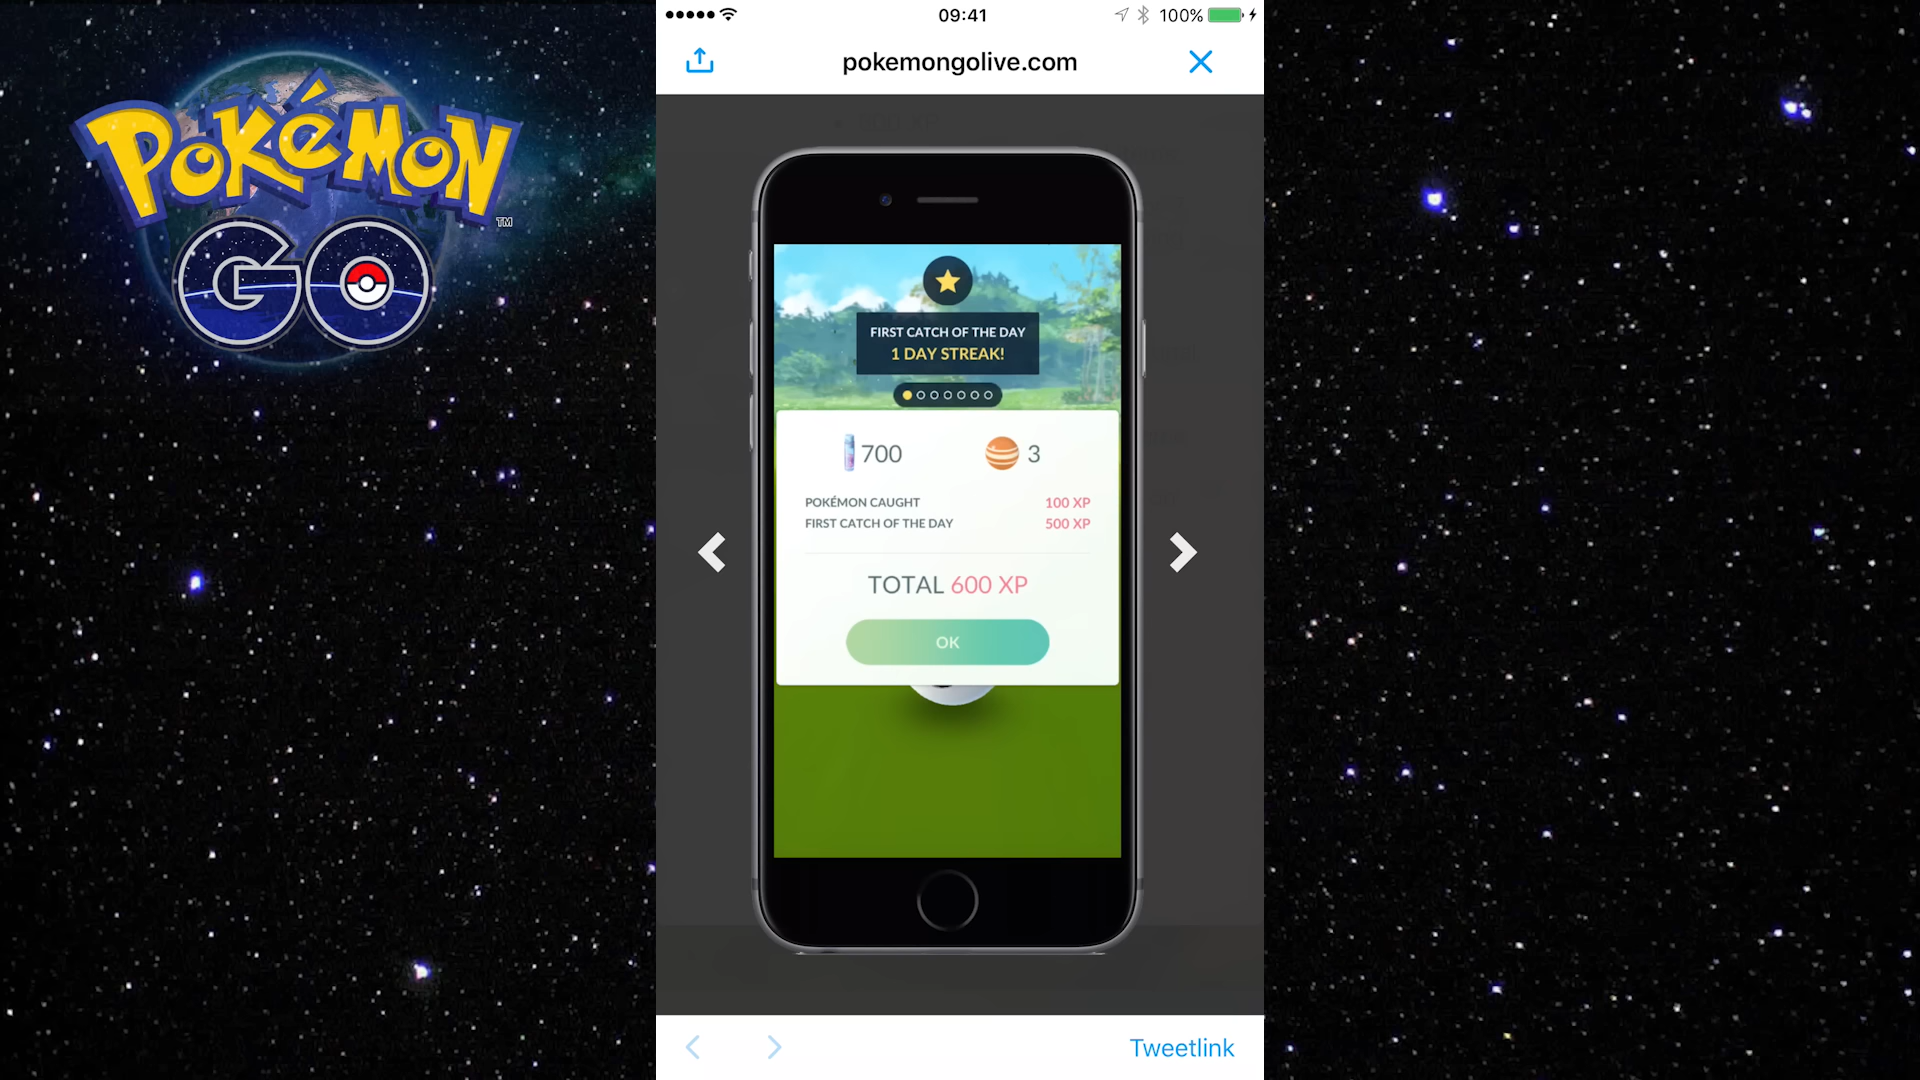 POKÉMON
GO
TM
09:41
100%
pokemongolive.com
FIRST CATCH OF THE DAY
1 DAY STREAK!
700
3
POKÉMON CAUGHT 100 XP
FIRST CATCH OF THE DAY 500 XP
TOTAL 600 XP
OK
Tweetlink